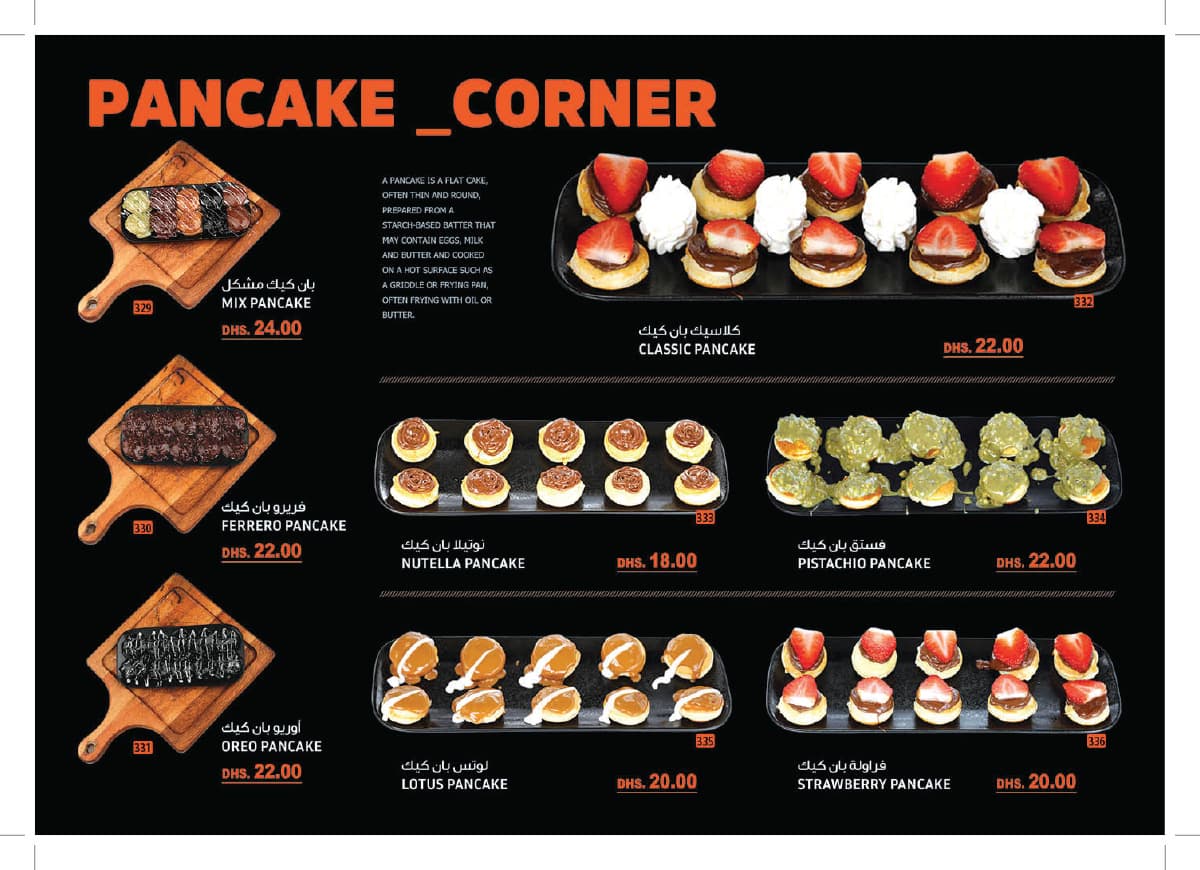 PANCAKE _CORNER
329
بان كيك مشكل
MIX PANCAKE
DHS. 24.00
330
فريرو بان كيك
FERRERO PANCAKE
DHS. 22.00
331
أوريو بان كيك
OREO PANCAKE
DHS. 22.00
A PANCAKE IS A FLAT CAKE,
OFTEN THIN AND ROUND,
PREPARED FROM A
STARCH-BASED BATTER THAT
MAY CONTAIN EGGS, MILK
AND BUTTER AND COOKED
ON A HOT SURFACE SUCH AS
A GRIDDLE OR FRYING PAN,
OFTEN FRYING WITH OIL OR
BUTTER.
332
كلاسيك بان كيك
CLASSIC PANCAKE
DHS. 22.00
333
نوتيلا بان كيك
NUTELLA PANCAKE
DHS. 18.00
334
فستق بان كيك
PISTACHIO PANCAKE
DHS. 22.00
335
لوتس بان كيك
LOTUS PANCAKE
DHS. 20.00
336
فراولة بان كيك
STRAWBERRY PANCAKE
DHS. 20.00